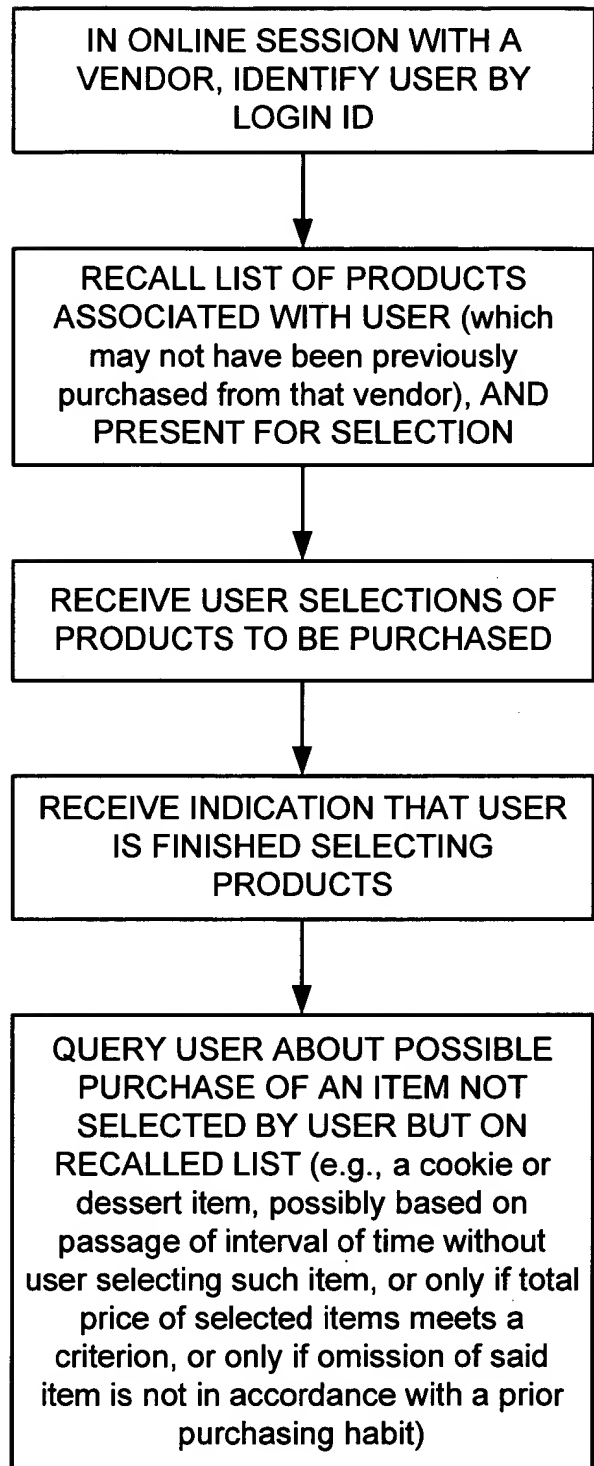 IN ONLINE SESSION WITH A
VENDOR, IDENTIFY USER BY
LOGIN ID
RECALL LIST OF PRODUCTS
ASSOCIATED WITH USER (which
may not have been previously
purchased from that vendor), AND
PRESENT FOR SELECTION
RECEIVE USER SELECTIONS OF
PRODUCTS TO BE PURCHASED
RECEIVE INDICATION THAT USER
IS FINISHED SELECTING
PRODUCTS
QUERY USER ABOUT POSSIBLE
PURCHASE OF AN ITEM NOT
SELECTED BY USER BUT ON
RECALLED LIST (e.g., a cookie or
dessert item, possibly based on
passage of interval of time without
user selecting such item, or only if total
price of selected items meets a
criterion, or only if omission of said
item is not in accordance with a prior
purchasing habit)